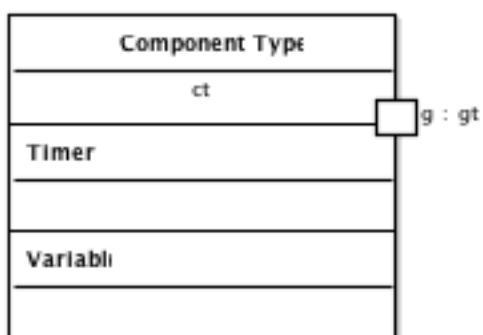 Component Type
ct
g : gt
Timer
Variabl